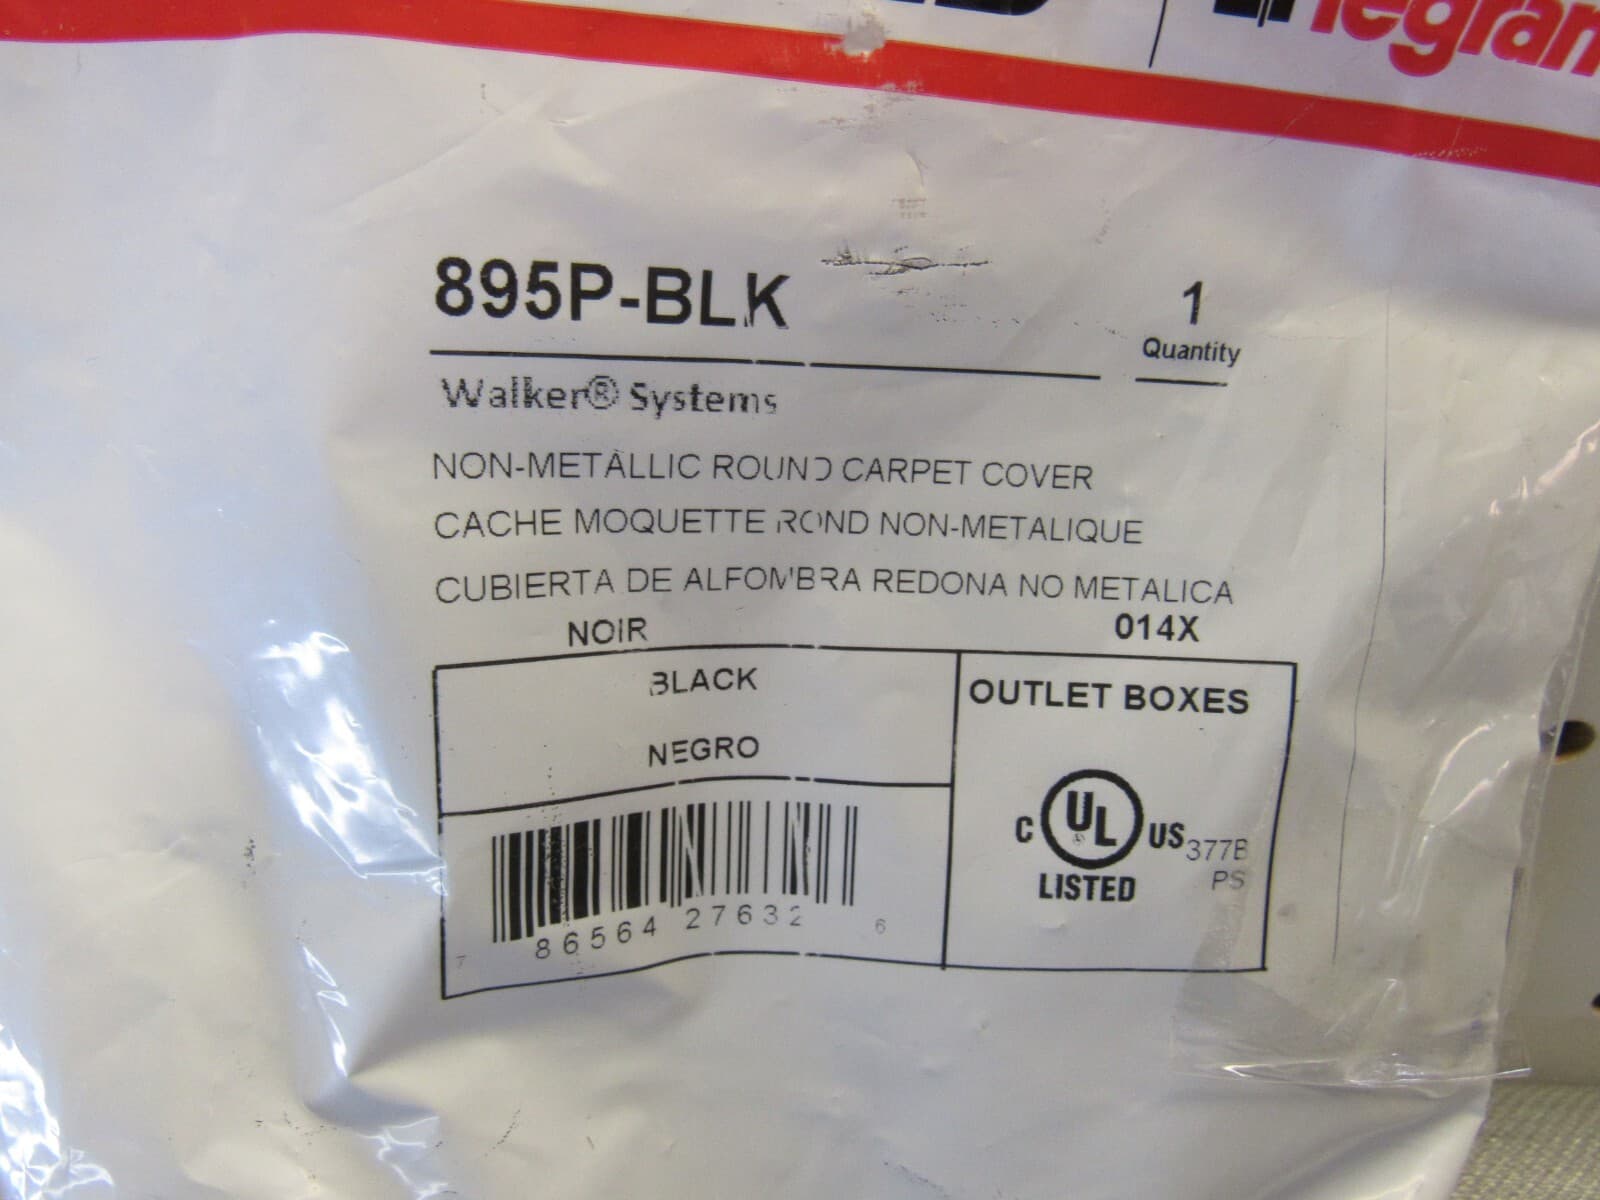 legran
895P-BLK
1
Quantity
Walker® Systems
NON-METALLIC ROUND CARPET COVER
CACHE MOQUETTE ROND NON-METALIQUE
CUBIERTA DE ALFOMBRA REDONA NO METALICA
NOIR
014X
BLACK
NEGRO
OUTLET BOXES
C UL US
LISTED
377B
PS
7 86564 27632 6